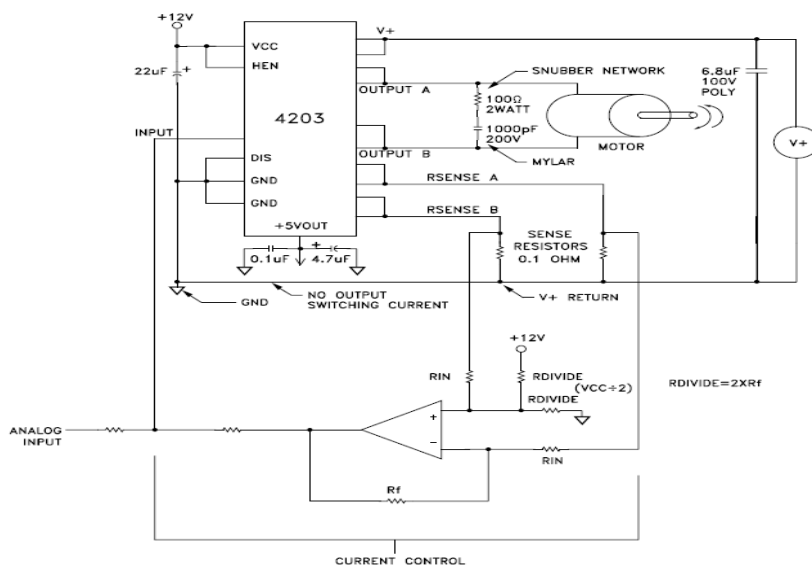 +12V
V+
VCC
HEN
22uF
+
SNUBBER NETWORK
6.8uF
100V
POLY
OUTPUT A
100Ω
2WATT
4203
INPUT
1000pF
200V
MOTOR
V+
OUTPUT B
MYLAR
DIS
GND
GND
RSENSE A
RSENSE B
+5VOUT
SENSE
RESISTORS
0.1 OHM
0.1uF
+
4.7uF
GND
NO OUTPUT
SWITCHING CURRENT
V+ RETURN
+12V
RIN
RDIVIDE
(VCC÷2)
RDIVIDE
RDIVIDE=2XRf
+
−
ANALOG
INPUT
RIN
Rf
CURRENT CONTROL